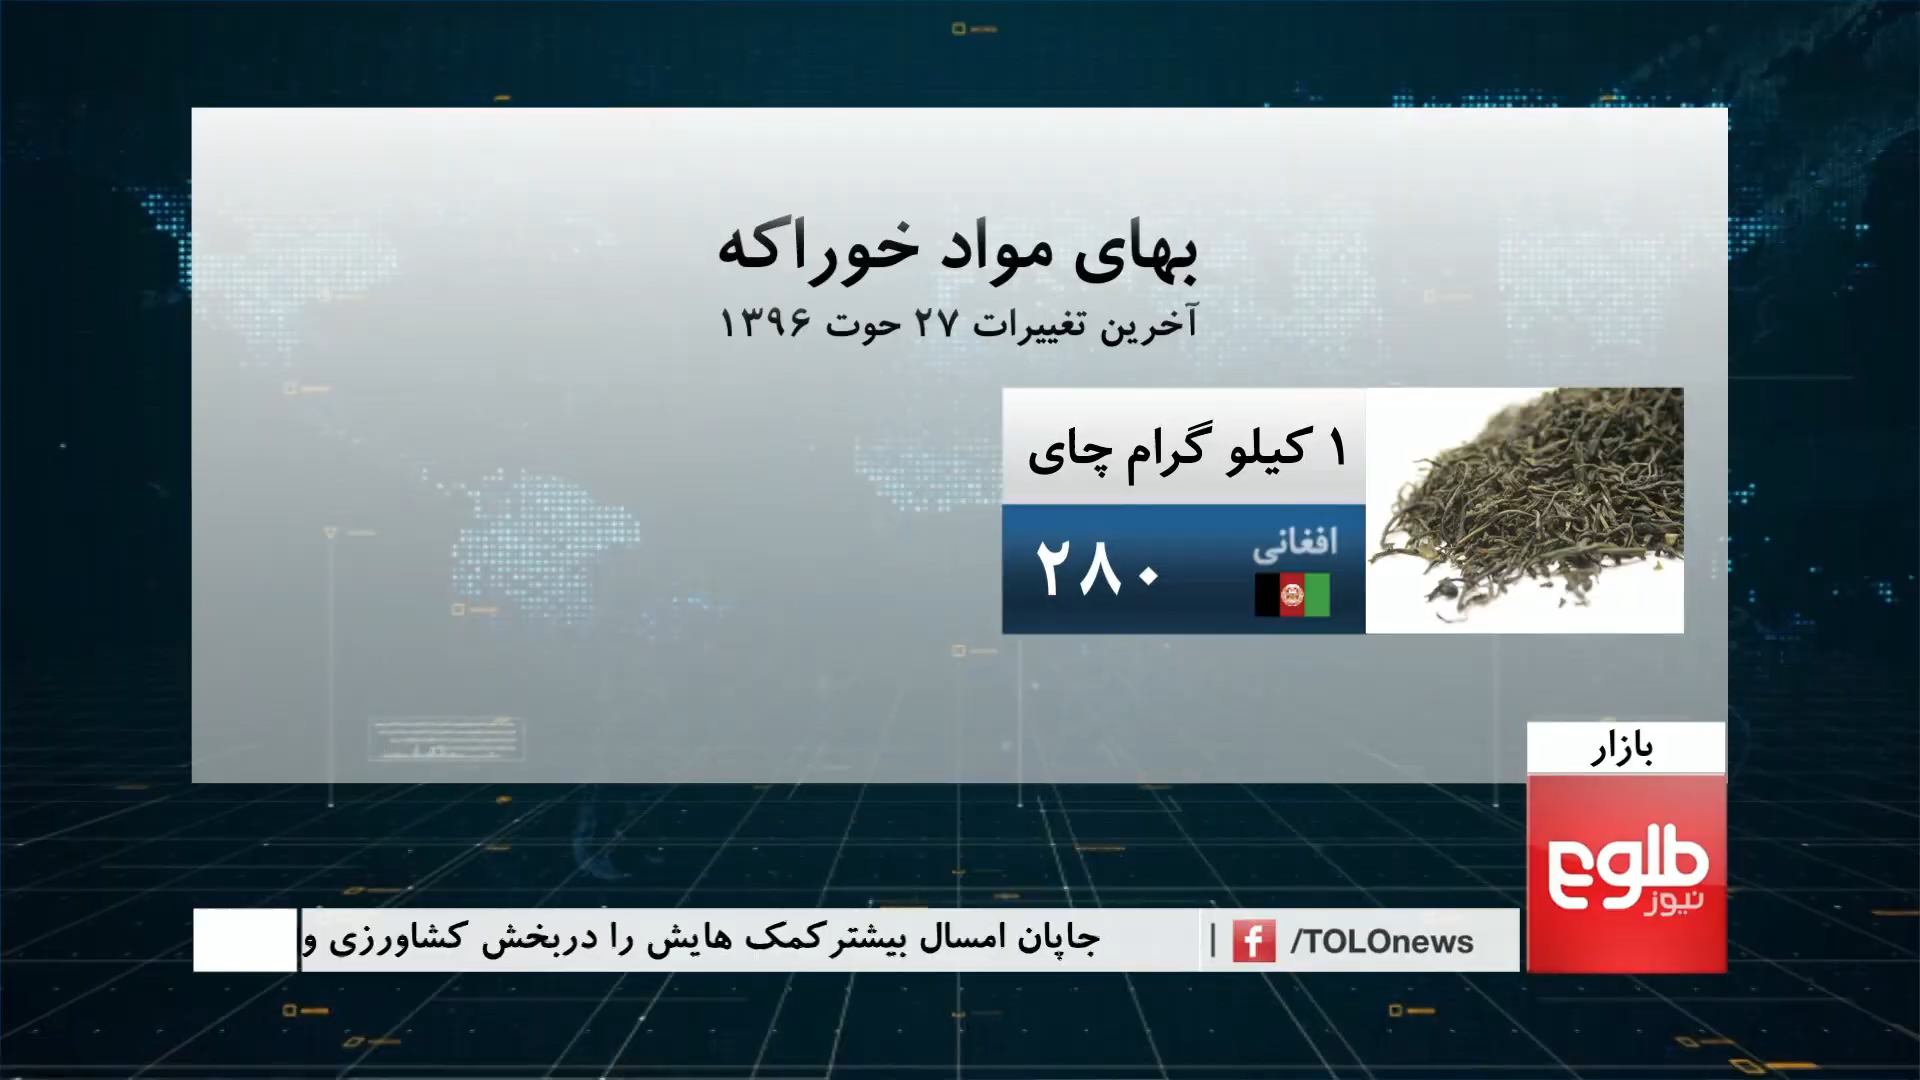 بهای مواد خوراکه
آخرین تغییرات ۲۷ حوت ۱۳۹۶
۱ کیلو گرام چای
افغانی
۲۸۰
بازار
طلوع
نیوز
/TOLOnews
جاپان امسال بیشترکمک هایش را دربخش کشاورزی و